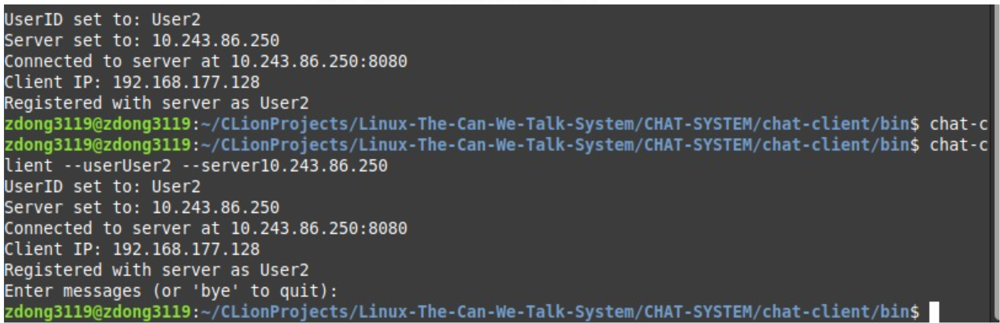 UserID set to: User2
Server set to: 10.243.86.250
Connected to server at 10.243.86.250:8080
Client IP: 192.168.177.128
Registered with server as User2
zdong3119@zdong3119:~/CLionProjects/Linux-The-Can-We-Talk-System/CHAT-SYSTEM/chat-client/bin$ chat-c
zdong3119@zdong3119:~/CLionProjects/Linux-The-Can-We-Talk-System/CHAT-SYSTEM/chat-client/bin$ chat-c
lient --userUser2 --server10.243.86.250
UserID set to: User2
Server set to: 10.243.86.250
Connected to server at 10.243.86.250:8080
Client IP: 192.168.177.128
Registered with server as User2
Enter messages (or 'bye' to quit):
zdong3119@zdong3119:~/CLionProjects/Linux-The-Can-We-Talk-System/CHAT-SYSTEM/chat-client/bin$